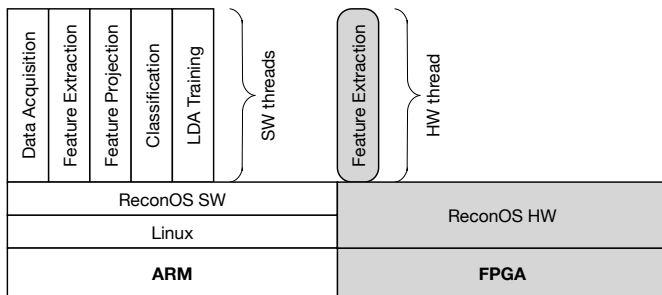 Data Acquisition
Feature Extraction
Feature Projection
Classification
LDA Training
SW threads
Feature Extraction
HW thread
ReconOS SW
Linux
ReconOS HW
ARM
FPGA